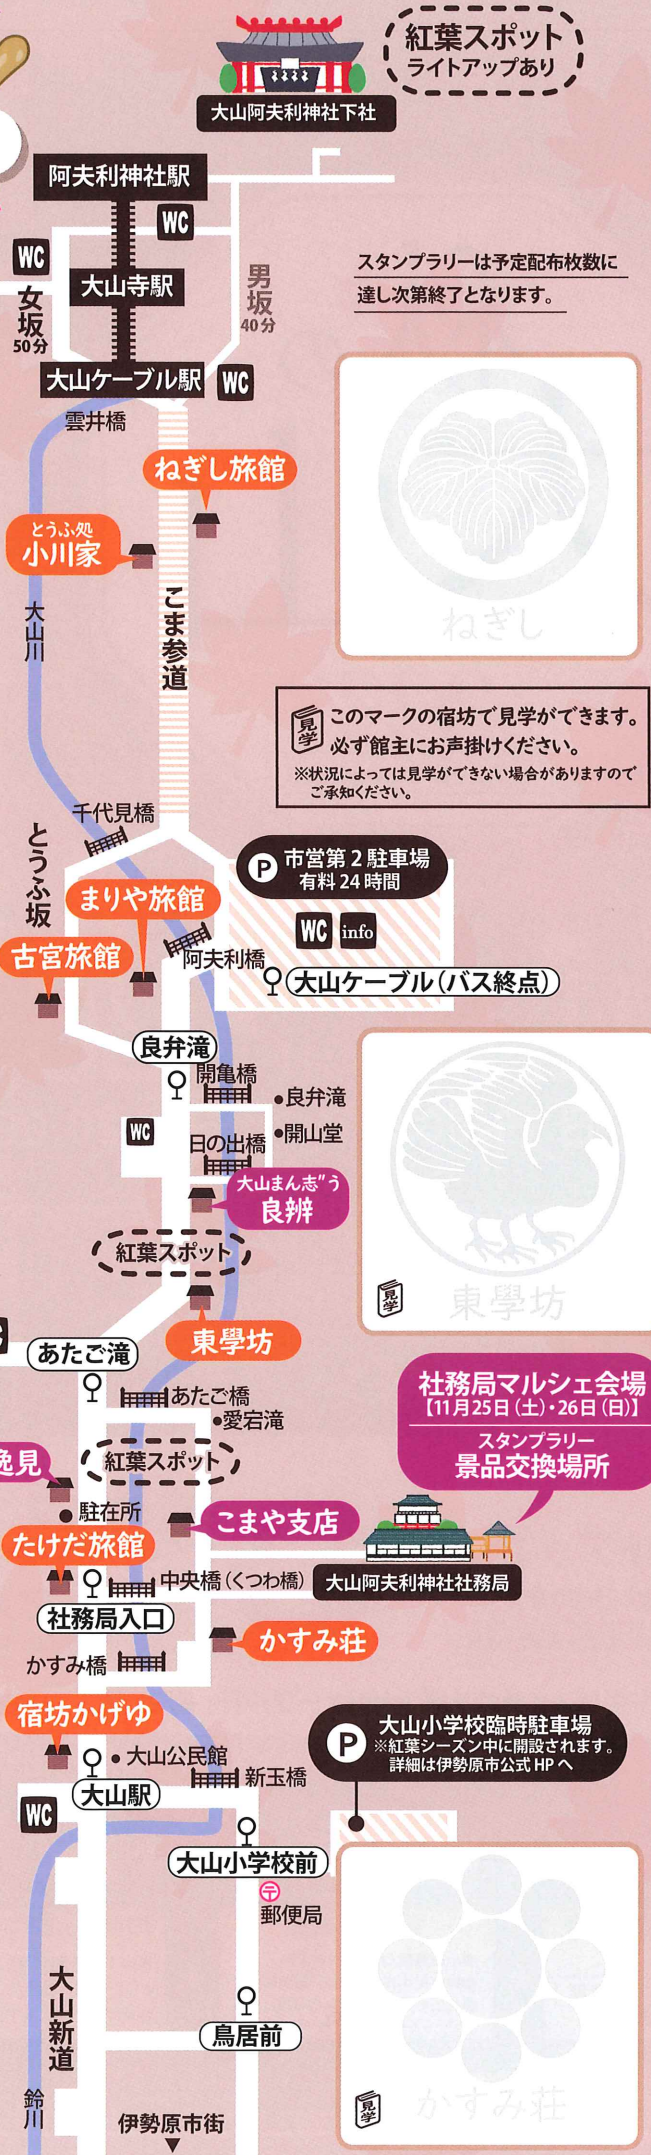 紅葉スポット
ライトアップあり
大山阿夫利神社下社
阿夫利神社駅
WC
WC
大山寺駅
女坂
50分
男坂
40分
スタンプラリーは予定配布枚数に
達し次第終了となります。
大山ケーブル駅
WC
雲井橋
ねぎし旅館
とうふ処
小川家
大山川
こま参道
ねぎし
見学
このマークの宿坊で見学ができます。
必ず館主にお声掛けください。
※状況によっては見学ができない場合がありますので
ご承知ください。
千代見橋
とうふ坂
P
市営第2駐車場
有料24時間
WC
info
まりや旅館
古宮旅館
阿夫利橋
大山ケーブル(バス終点)
良弁滝
開亀橋
●良弁滝
WC
日の出橋
●開山堂
大山まん志"う
良辨
紅葉スポット
東學坊
見学
東學坊
あたご滝
あたご橋
●愛宕滝
社務局マルシェ会場
【11月25日(土)・26日(日)】
スタンプラリー
景品交換場所
紅葉スポット
逸見
●駐在所
こまや支店
たけだ旅館
中央橋(くつわ橋)
大山阿夫利神社社務局
社務局入口
かすみ荘
かすみ橋
宿坊かげゆ
P
大山小学校臨時駐車場
※紅葉シーズン中に開設されます。
詳細は伊勢原市公式HPへ
●大山公民館
大山駅
新玉橋
WC
大山小学校前
〒
郵便局
大山新道
鳥居前
鈴川
伊勢原市街
▼
見学
かすみ荘